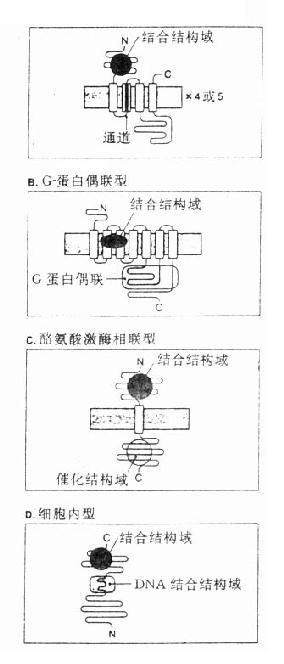 N
结合结构域
C
×4或5
通道
B. G-蛋白偶联型
N
结合结构域
G 蛋白偶联
C
C. 酪氨酸激酶相联型
N
结合结构域
催化结构域
C
D. 细胞内型
C
结合结构域
DNA 结合结构域
N